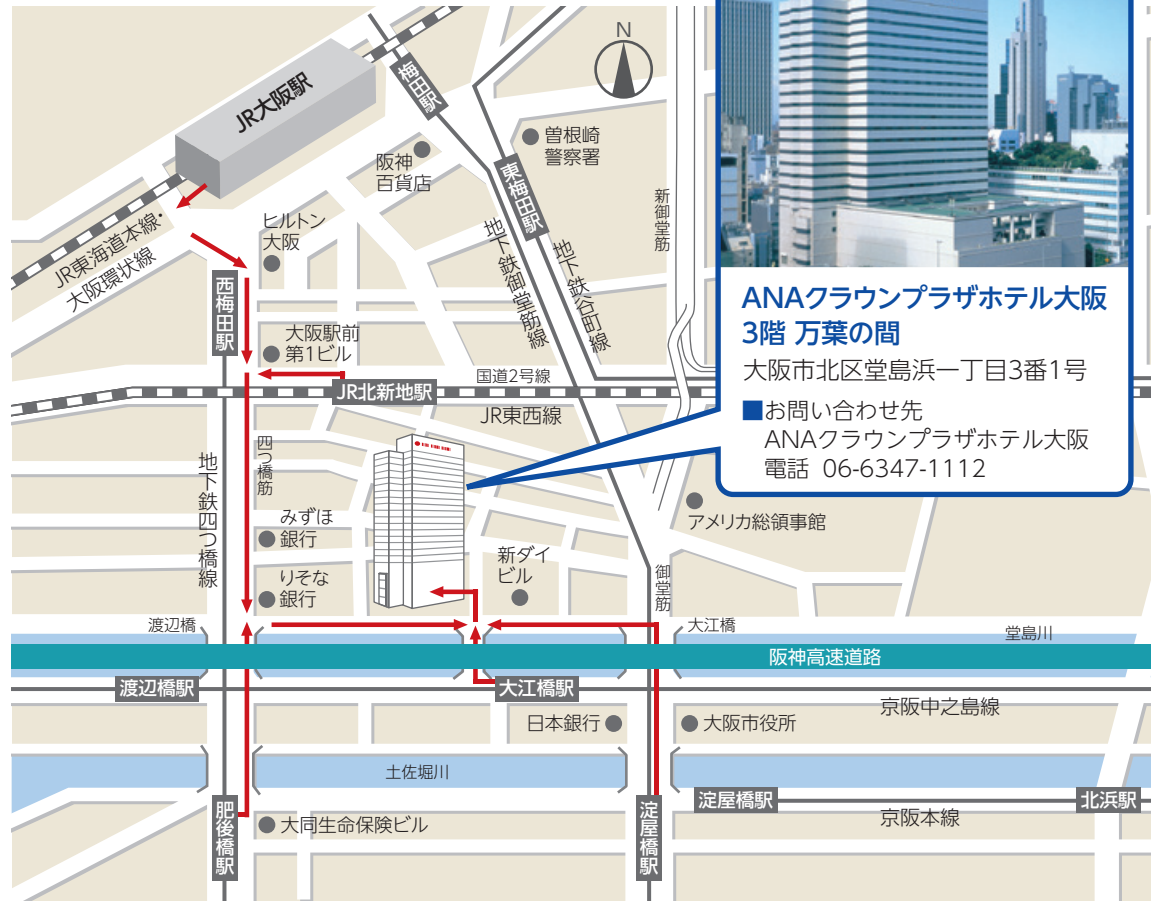 N
JR大阪駅
梅田駅
曽根崎
警察署
阪神
百貨店
東梅田駅
新御堂筋
ヒルトン
大阪
JR東海道本線・
大阪環状線
地下鉄御堂筋線
地下鉄谷町線
西梅田駅
大阪駅前
第1ビル
国道2号線
JR北新地駅
JR東西線
ANAクラウンプラザホテル大阪
3階 万葉の間
大阪市北区堂島浜一丁目3番1号
■お問い合わせ先
ANAクラウンプラザホテル大阪
電話 06-6347-1112
四つ橋筋
地下鉄四つ橋線
みずほ
銀行
アメリカ総領事館
新ダイ
ビル
りそな
銀行
御堂筋
渡辺橋
大江橋
堂島川
阪神高速道路
渡辺橋駅
大江橋駅
京阪中之島線
日本銀行
大阪市役所
土佐堀川
肥後橋駅
淀屋橋駅
淀屋橋駅
北浜駅
京阪本線
大同生命保険ビル